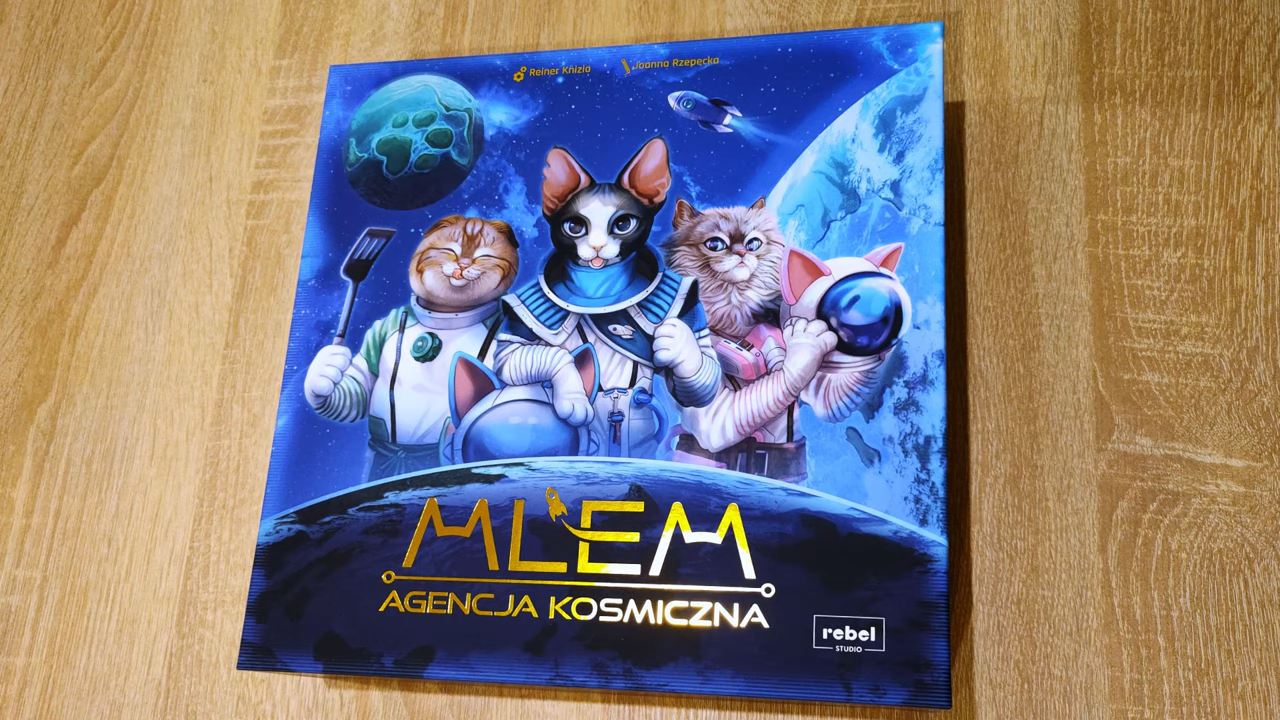 Reiner Knizia Joanna Rzepecka
MLEM
AGENCJA KOSMICZNA
rebel
STUDIO